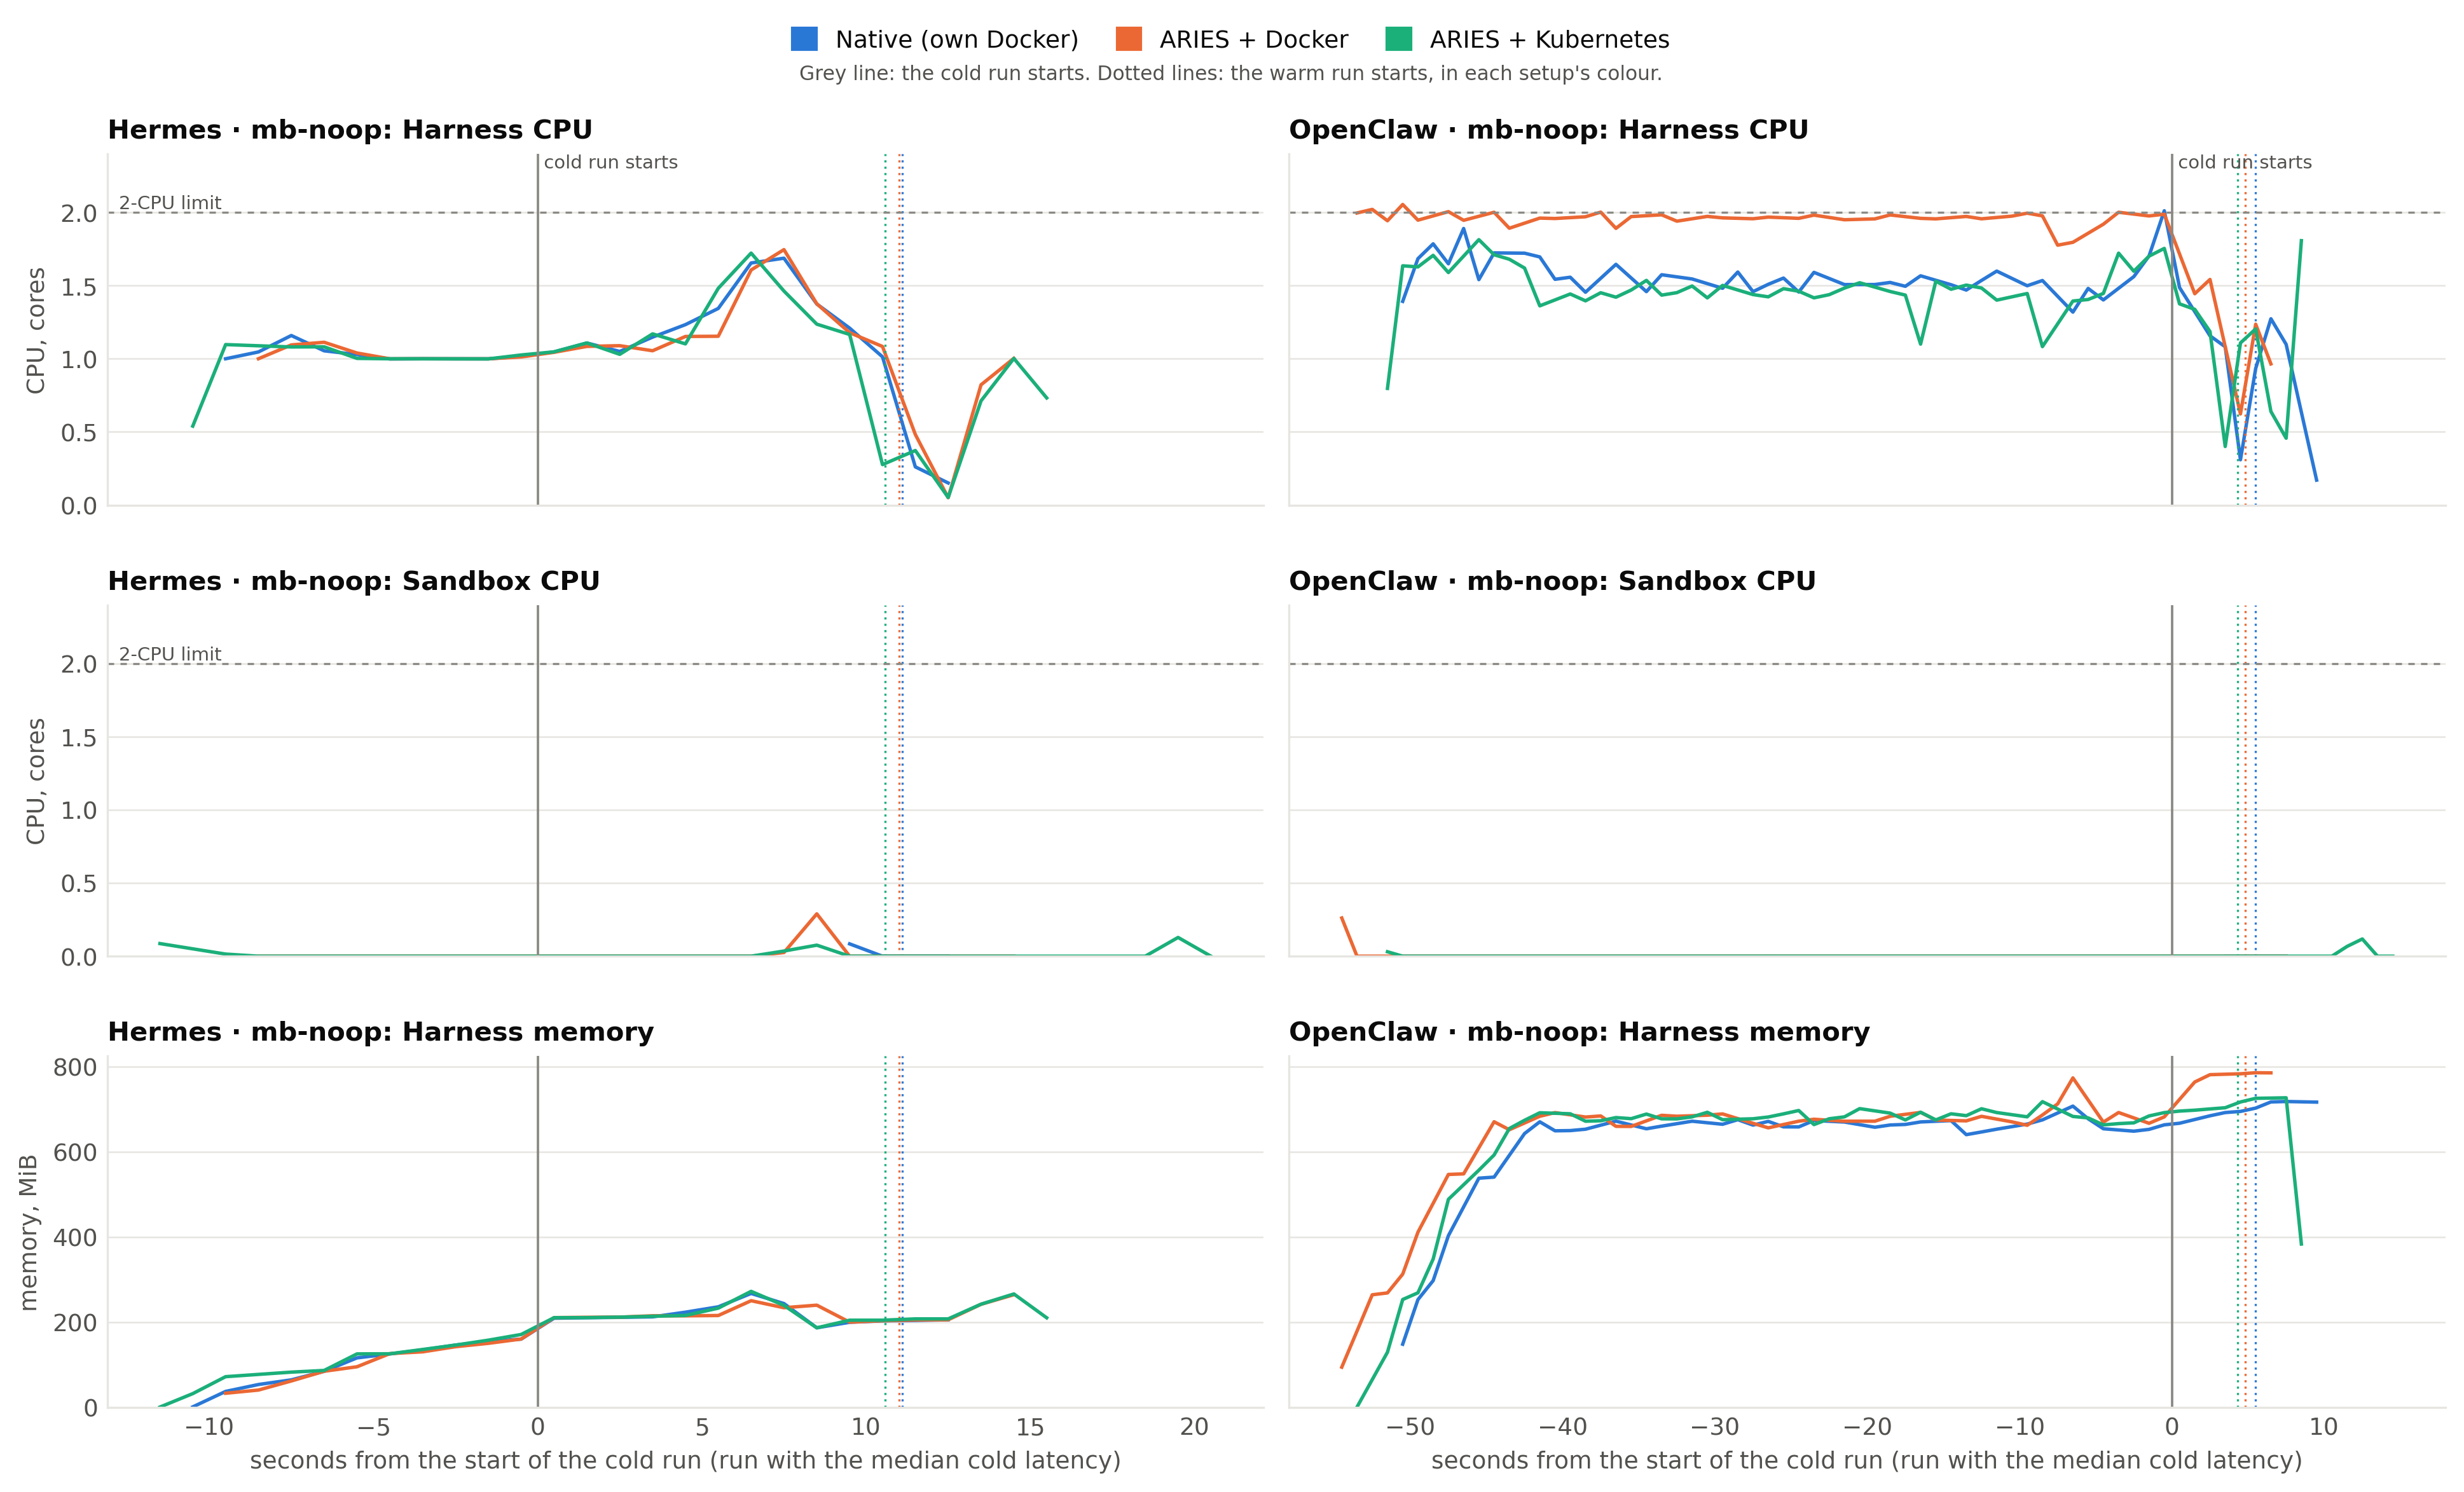 Native (own Docker) ARIES + Docker ARIES + Kubernetes
Grey line: the cold run starts. Dotted lines: the warm run starts, in each setup's colour.
Hermes · mb-noop: Harness CPU
cold run starts
2-CPU limit
2.0
1.5
1.0
0.5
0.0
CPU, cores
OpenClaw · mb-noop: Harness CPU
cold run starts
Hermes · mb-noop: Sandbox CPU
2-CPU limit
2.0
1.5
1.0
0.5
0.0
CPU, cores
OpenClaw · mb-noop: Sandbox CPU
Hermes · mb-noop: Harness memory
800
600
400
200
0
memory, MiB
−10 −5 0 5 10 15 20
seconds from the start of the cold run (run with the median cold latency)
OpenClaw · mb-noop: Harness memory
−50 −40 −30 −20 −10 0 10
seconds from the start of the cold run (run with the median cold latency)